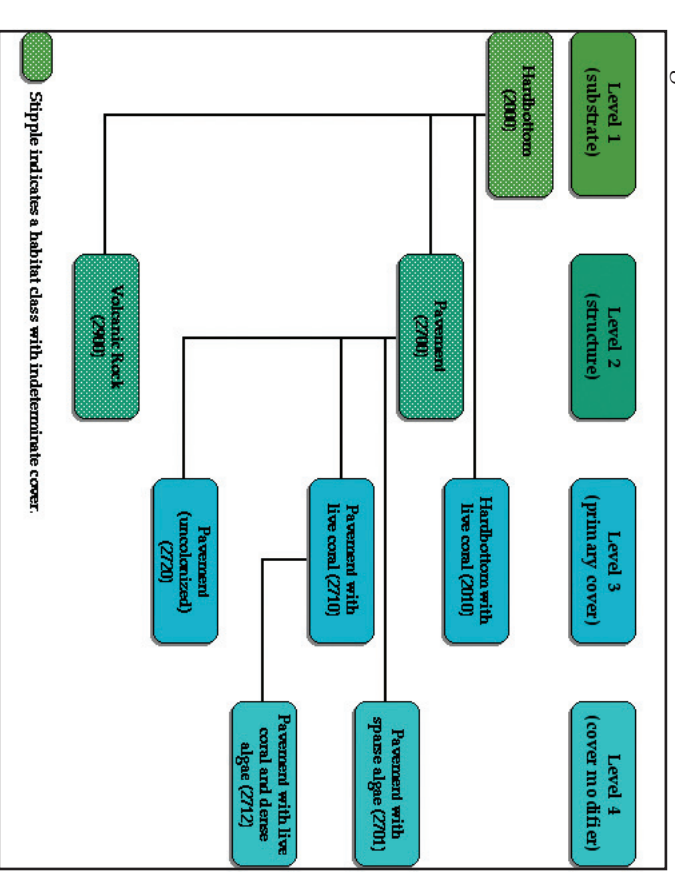 Level 1
(substrate)
Level 2
(structure)
Level 3
(primary cover)
Level 4
(cover modifier)
Hardbottom
(2000)
Hardbottom with
live coral (2010)
Pavement
(2700)
Pavement with
sparse algae (2701)
Pavement with
live coral (2710)
Pavement with live
coral and dense
algae (2712)
Pavement
(uncolonized)
(2720)
Volcanic Rock
(2900)
Stipple indicates a habitat class with indeterminate cover.